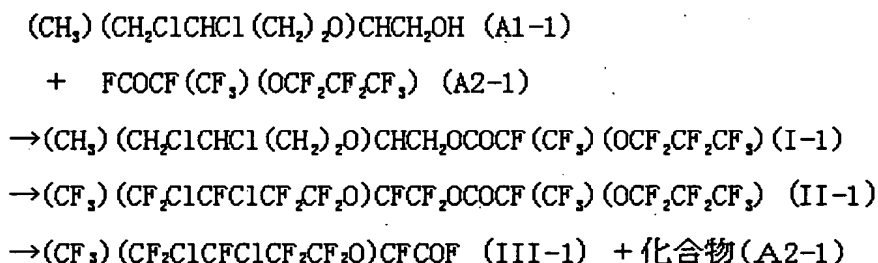 (CH₃)(CH₂ClCHCl(CH₂)₂O)CHCH₂OH (A1-1)
+ FCOCF(CF₃)(OCF₂CF₂CF₃) (A2-1)
→(CH₃)(CH₂ClCHCl(CH₂)₂O)CHCH₂OCOCF(CF₃)(OCF₂CF₂CF₃)(I-1)
→(CF₃)(CF₂ClCFClCF₂CF₂O)CFCF₂OCOCF(CF₃)(OCF₂CF₂CF₃) (II-1)
→(CF₃)(CF₂ClCFClCF₂CF₂O)CFCOF (III-1) +化合物(A2-1)